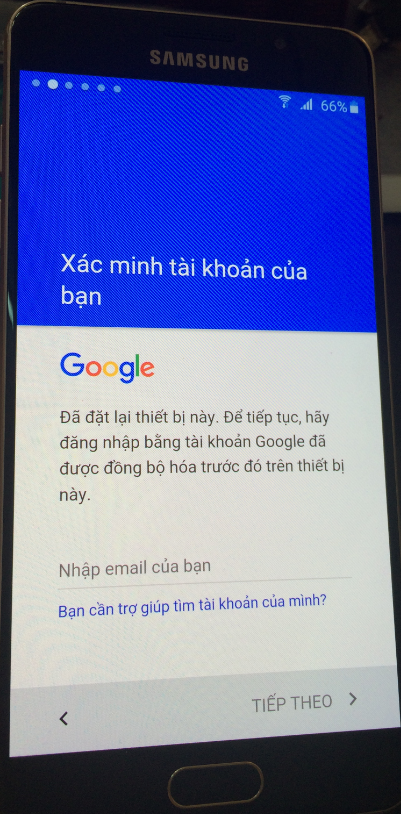 SAMSUNG
66%
Xác minh tài khoản của
bạn
Google
Đã đặt lại thiết bị này. Để tiếp tục, hãy
đăng nhập bằng tài khoản Google đã
được đồng bộ hóa trước đó trên thiết bị
này.
Nhập email của bạn
Bạn cần trợ giúp tìm tài khoản của mình?
TIẾP THEO